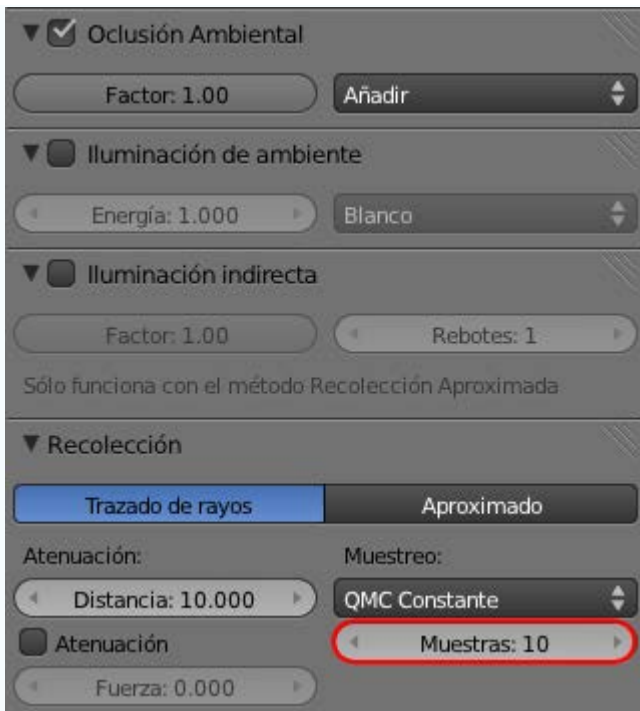 Oclusión Ambiental
Factor: 1.00 Añadir
Iluminación de ambiente
Energía: 1.000 Blanco
Iluminación indirecta
Factor: 1.00 Rebotes: 1
Sólo funciona con el método Recolección Aproximada
Recolección
Trazado de rayos Aproximado
Atenuación: Muestreo:
Distancia: 10.000 QMC Constante
Atenuación Muestras: 10
Fuerza: 0.000